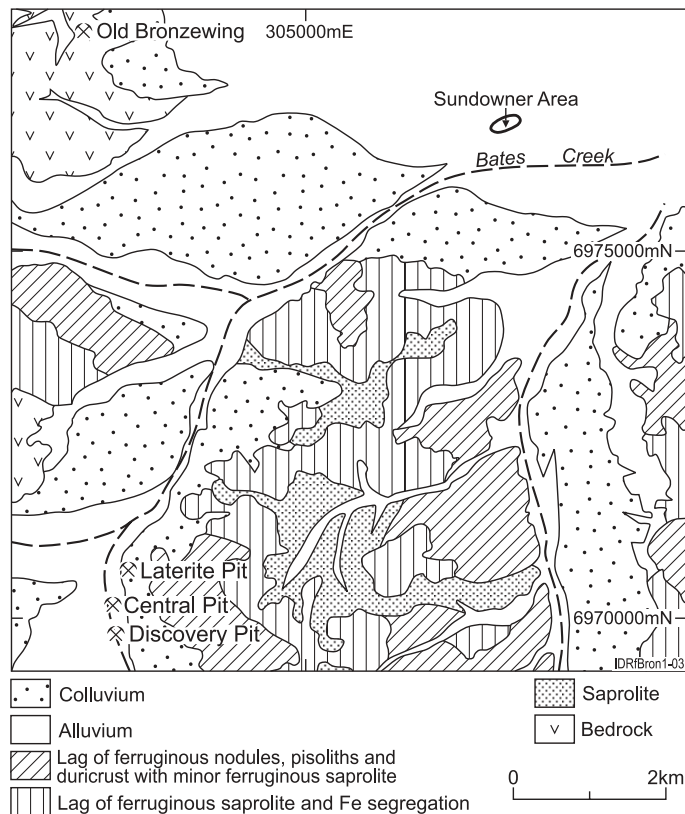 Old Bronzewing
305000mE
Sundowner Area
Bates Creek
6975000mN
Laterite Pit
Central Pit
Discovery Pit
6970000mN
IDRfBron1-03
Colluvium
Saprolite
Alluvium
Bedrock
Lag of ferruginous nodules, pisoliths and
duricrust with minor ferruginous saprolite
0 2km
Lag of ferruginous saprolite and Fe segregation